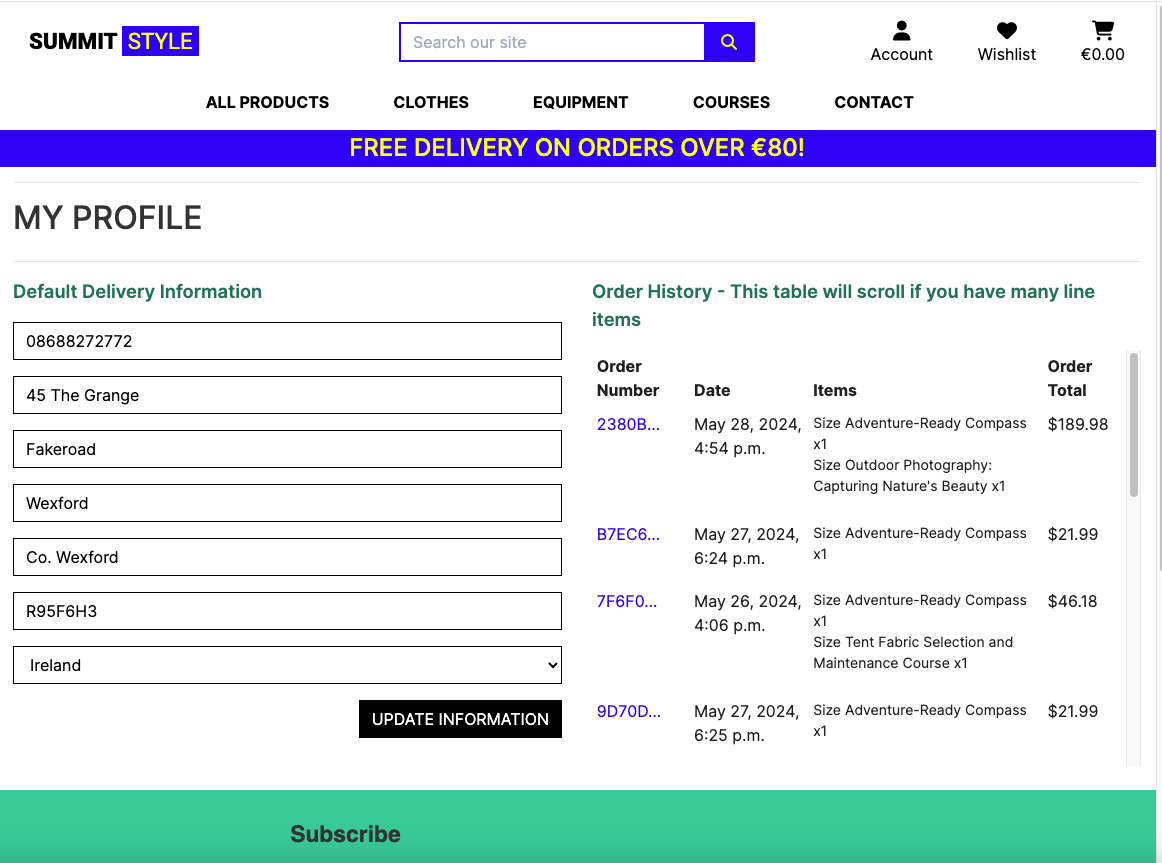 SUMMIT STYLE
Search our site
Account
Wishlist
€0.00
ALL PRODUCTS
CLOTHES
EQUIPMENT
COURSES
CONTACT
FREE DELIVERY ON ORDERS OVER €80!
MY PROFILE
Default Delivery Information
08688272772
45 The Grange
Fakeroad
Wexford
Co. Wexford
R95F6H3
Ireland
UPDATE INFORMATION
Order History - This table will scroll if you have many line
items
Order
Number
Date
Items
Order
Total
2380B...
May 28, 2024,
4:54 p.m.
Size Adventure-Ready Compass
x1
Size Outdoor Photography:
Capturing Nature's Beauty x1
$189.98
B7EC6...
May 27, 2024,
6:24 p.m.
Size Adventure-Ready Compass
x1
$21.99
7F6F0...
May 26, 2024,
4:06 p.m.
Size Adventure-Ready Compass
x1
Size Tent Fabric Selection and
Maintenance Course x1
$46.18
9D70D...
May 27, 2024,
6:25 p.m.
Size Adventure-Ready Compass
x1
$21.99
Subscribe